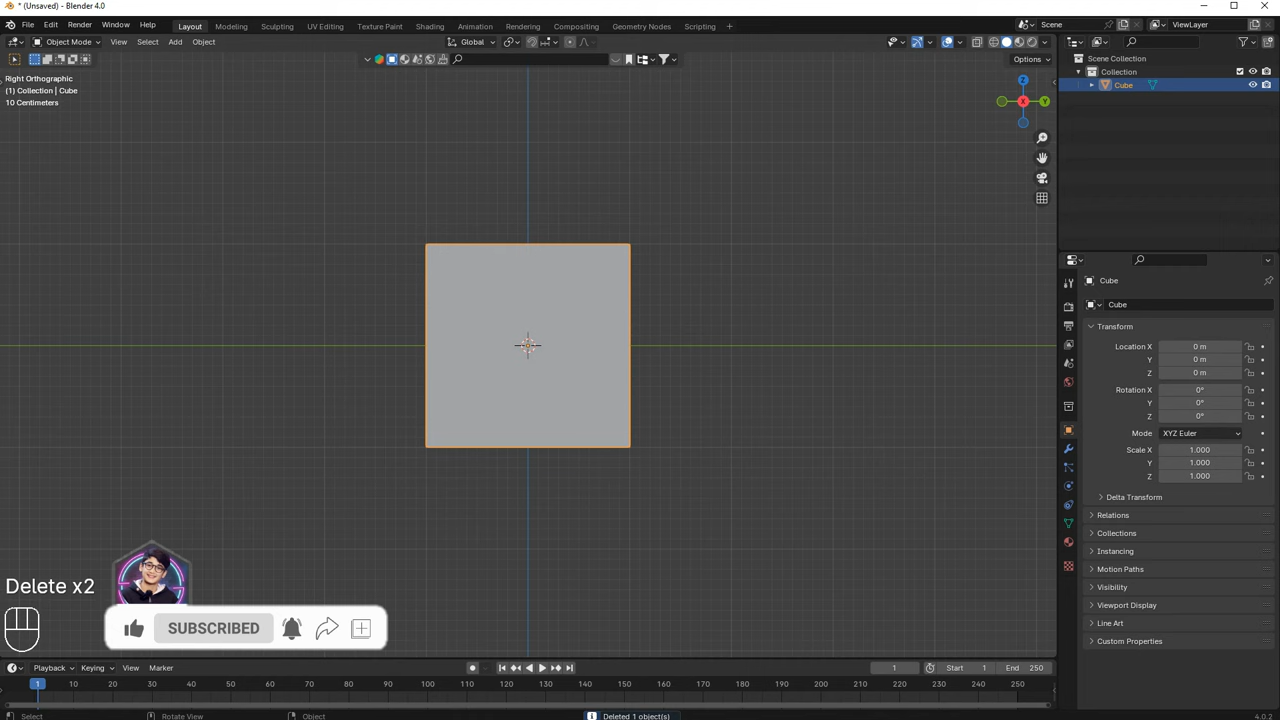 * (Unsaved) - Blender 4.0
File Edit Render Window Help
Layout Modeling Sculpting UV Editing Texture Paint Shading Animation Rendering Compositing Geometry Nodes Scripting +
Scene
ViewLayer
Object Mode View Select Add Object
Global
Options
Right Orthographic
(1) Collection | Cube
10 Centimeters
Z
X
Y
Scene Collection
Collection
Cube
Cube
Cube
Transform
Location X 0 m
Y 0 m
Z 0 m
Rotation X 0°
Y 0°
Z 0°
Mode XYZ Euler
Scale X 1.000
Y 1.000
Z 1.000
Delta Transform
Relations
Collections
Instancing
Motion Paths
Visibility
Viewport Display
Line Art
Custom Properties
Delete x2
SUBSCRIBED
Playback Keying View Marker
1
Start 1
End 250
1 10 20 30 40 50 60 70 80 90 100 110 120 130 140 150 160 170 180 190 200 210 220 230 240 250
Select
Rotate View
Object
Deleted 1 object(s)
4.0.2